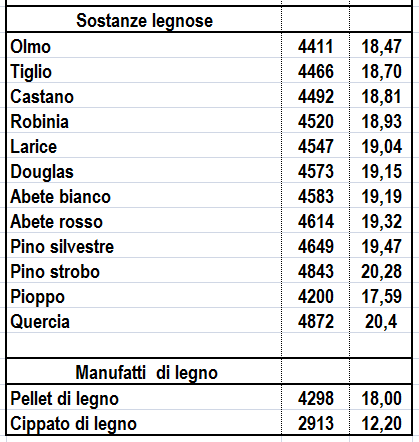 Sostanze legnose
Olmo 4411 18,47
Tiglio 4466 18,70
Castano 4492 18,81
Robinia 4520 18,93
Larice 4547 19,04
Douglas 4573 19,15
Abete bianco 4583 19,19
Abete rosso 4614 19,32
Pino silvestre 4649 19,47
Pino strobo 4843 20,28
Pioppo 4200 17,59
Quercia 4872 20,4
Manufatti di legno
Pellet di legno 4298 18,00
Cippato di legno 2913 12,20